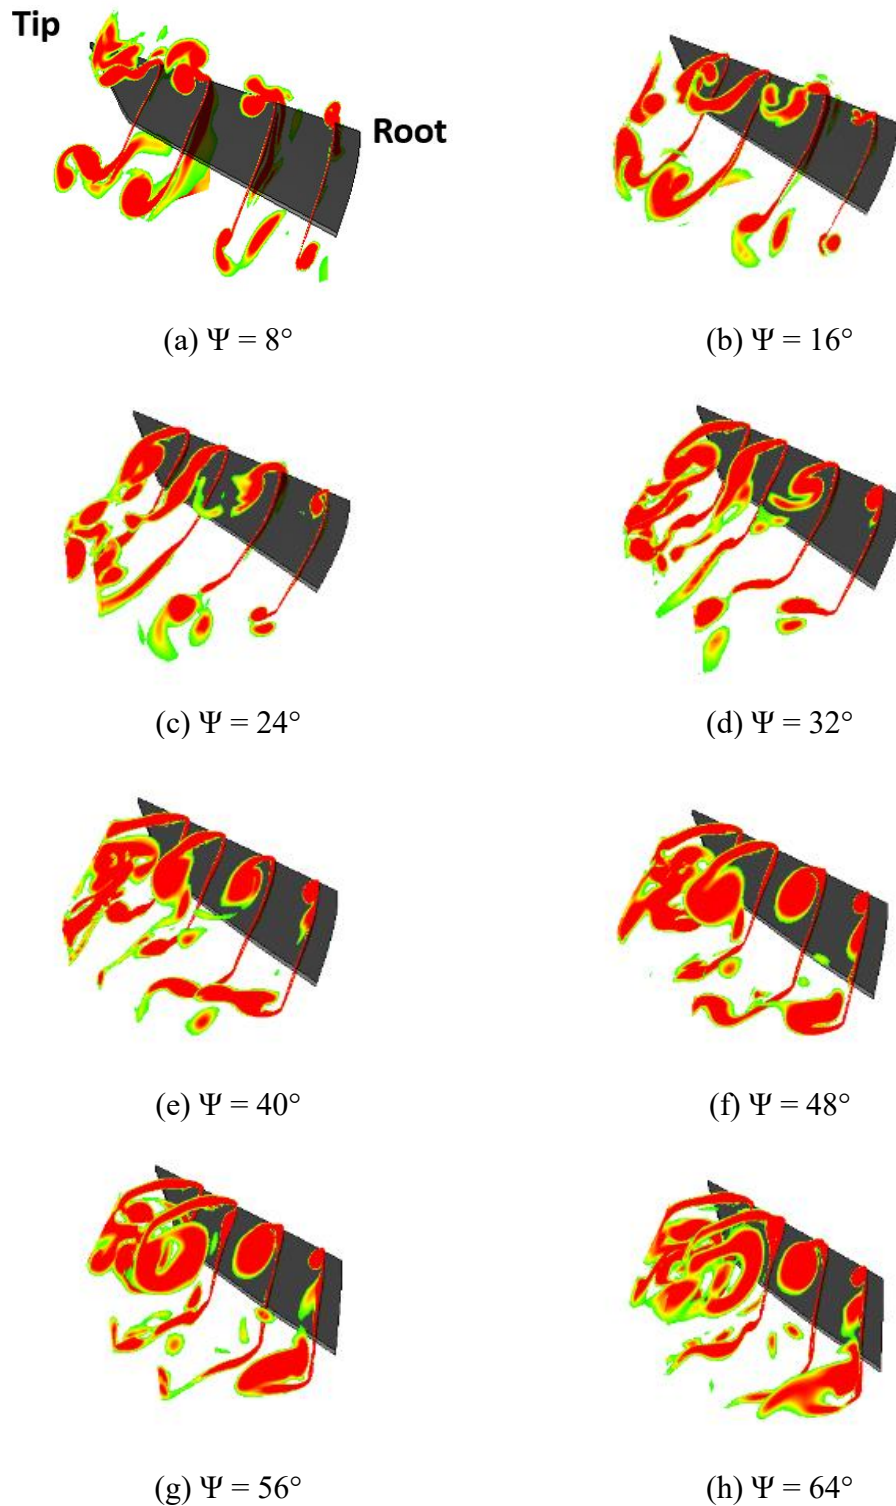 Tip
Root
(a) Ψ = 8°
(b) Ψ = 16°
(c) Ψ = 24°
(d) Ψ = 32°
(e) Ψ = 40°
(f) Ψ = 48°
(g) Ψ = 56°
(h) Ψ = 64°